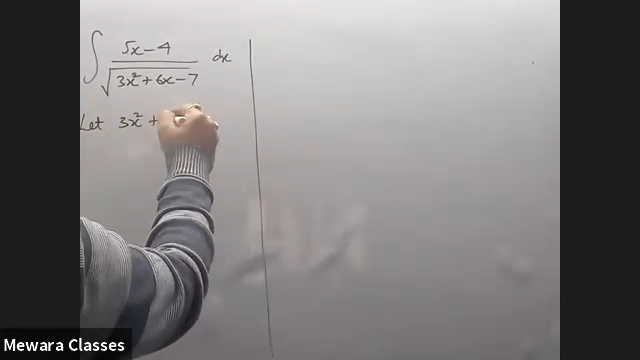 ∫ (5x-4)/√(3x²+6x-7) dx
Let 3x²+
Mewara Classes